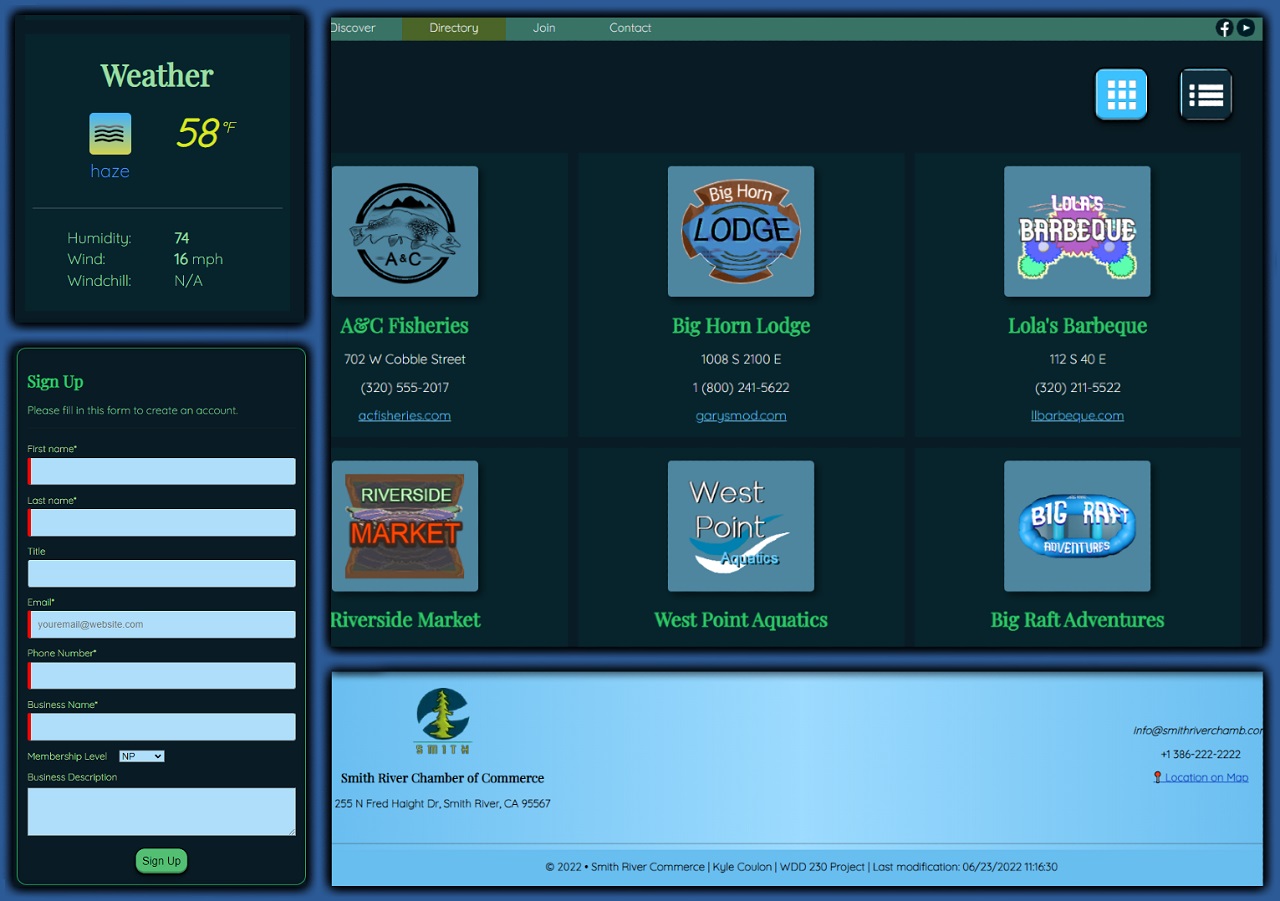 Weather
58 °F
haze
Humidity: 74
Wind: 16 mph
Windchill: N/A
Sign Up
Please fill in this form to create an account.
First name*
Last name*
Title
Email*
youremail@website.com
Phone Number*
Business Name*
Membership Level NP
Business Description
Sign Up
Discover Directory Join Contact
A&C
Big Horn
LODGE
LOLA'S
BARBEQUE
A&C Fisheries Big Horn Lodge Lola's Barbeque
702 W Cobble Street 1008 S 2100 E 112 S 40 E
(320) 555-2017 1 (800) 241-5622 (320) 211-5522
acfisheries.com garysmod.com llbarbeque.com
RIVERSIDE
MARKET
West
Point
Aquatics
BIG RAFT
ADVENTURES
Riverside Market West Point Aquatics Big Raft Adventures
SMITH
Smith River Chamber of Commerce
255 N Fred Haight Dr, Smith River, CA 95567
info@smithriverchamb.com
+1 386-222-2222
Location on Map
© 2022 • Smith River Commerce | Kyle Coulon | WDD 230 Project | Last modification: 06/23/2022 11:16:30